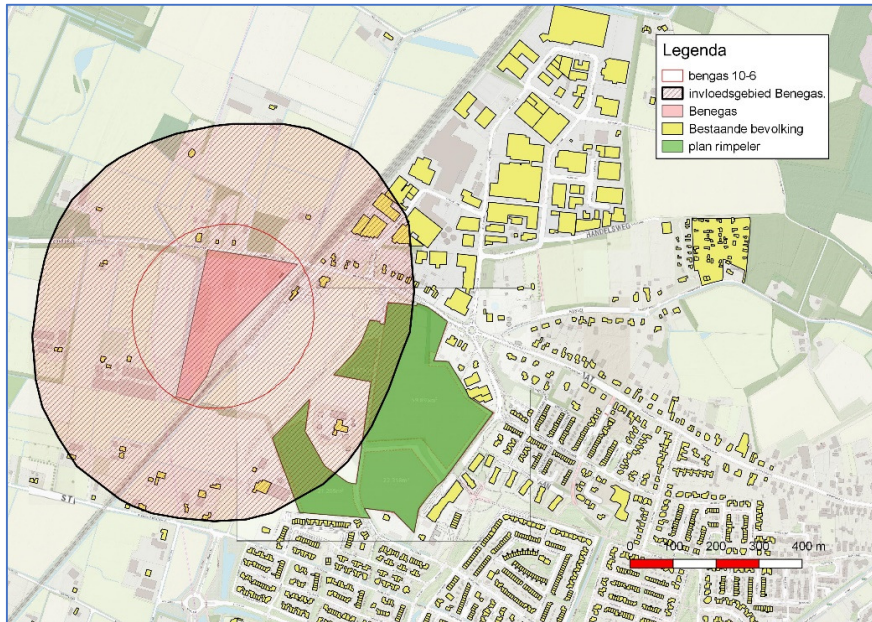 Legenda
bengas 10-6
invloedsgebied Benegas.
Benegas
Bestaande bevolking
plan rimpeler
HANDELSWEG
0 100 200 300 400 m